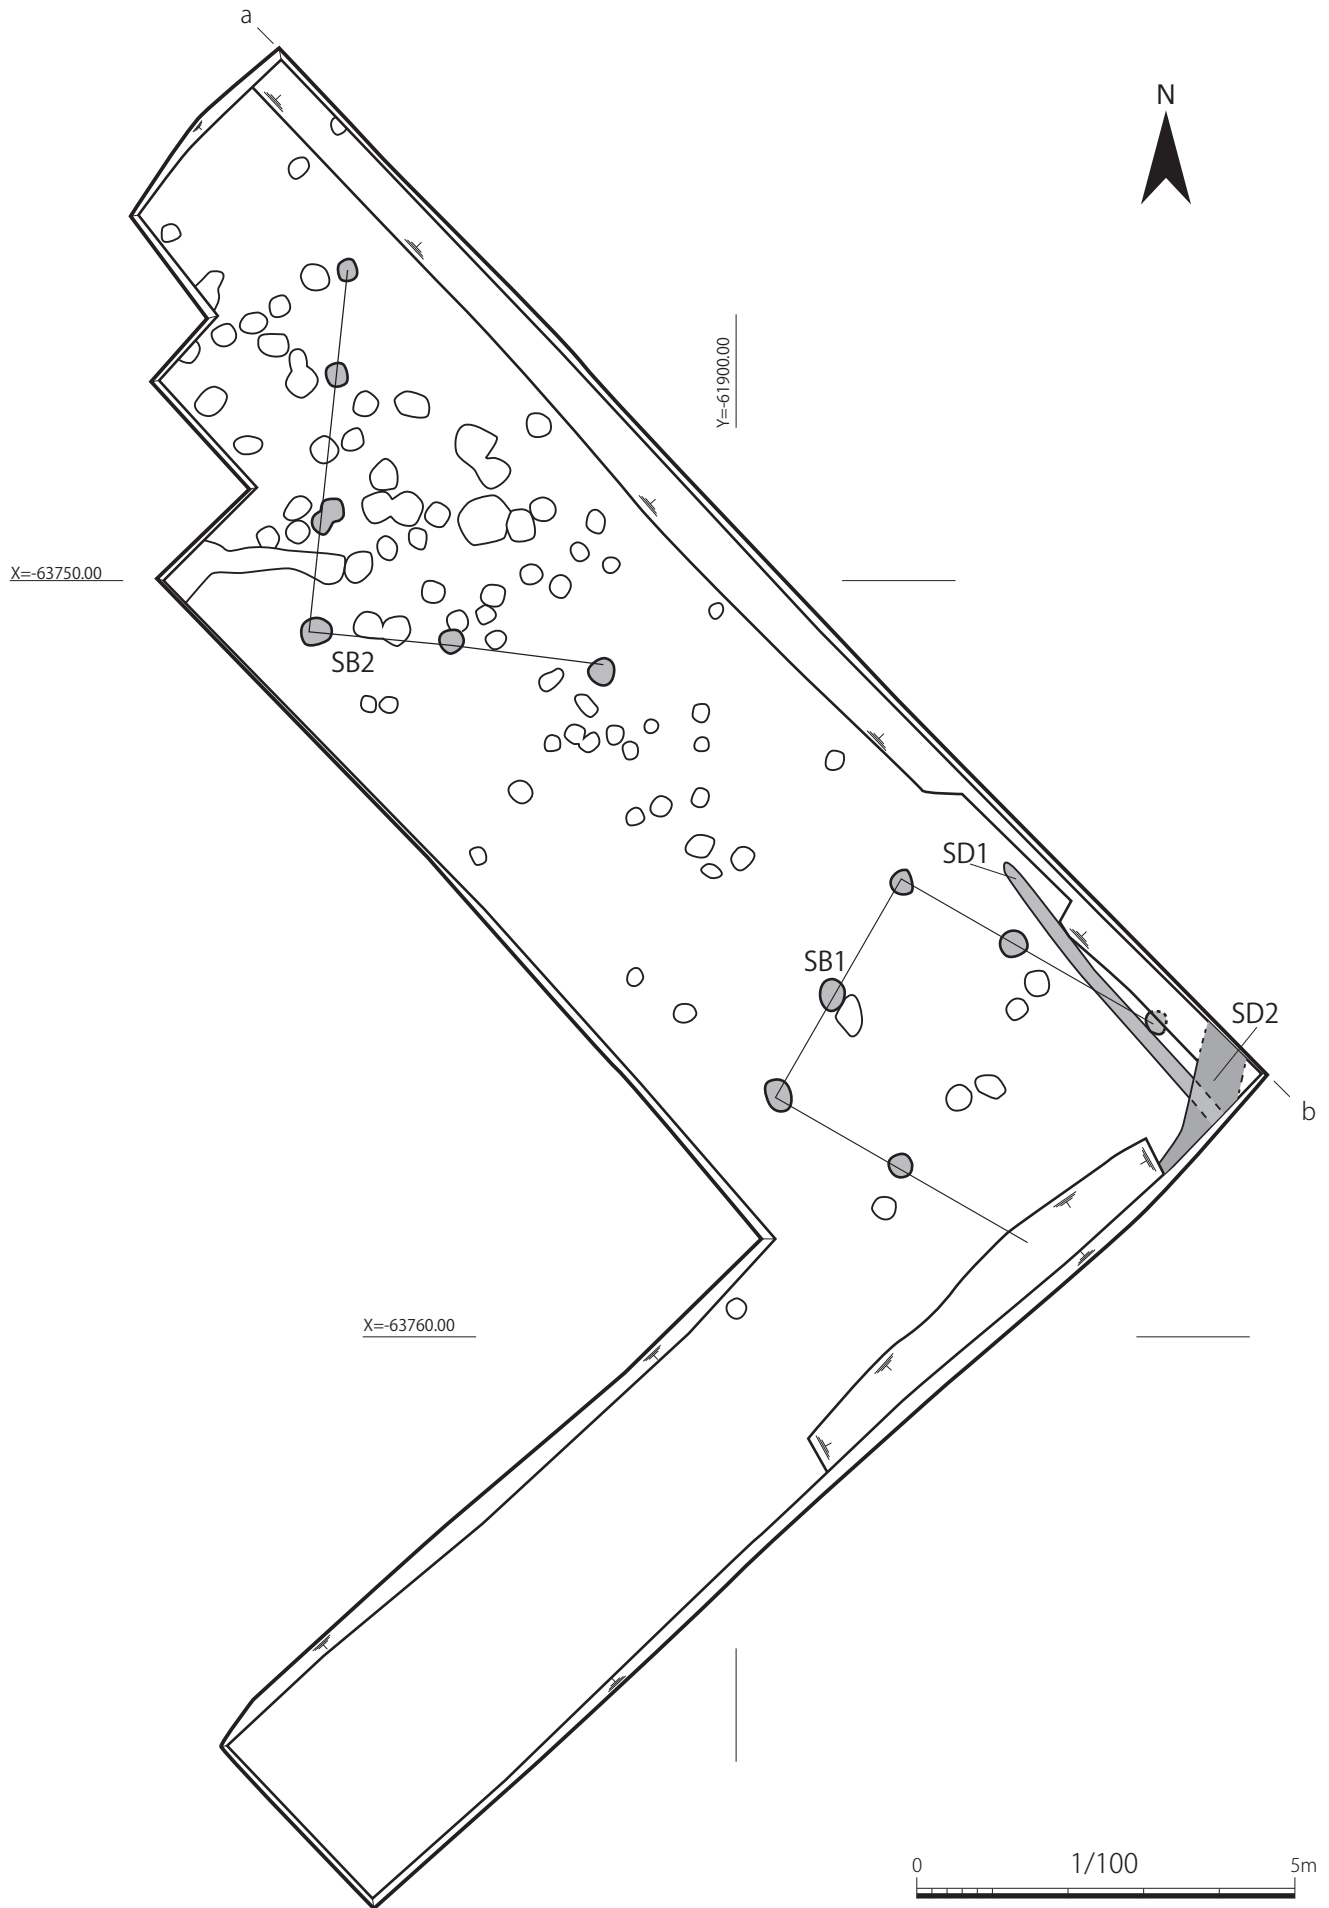 a
N
Y=-61900.00
X=-63750.00
SB2
SD1
SB1
SD2
b
X=-63760.00
0
1/100
5m